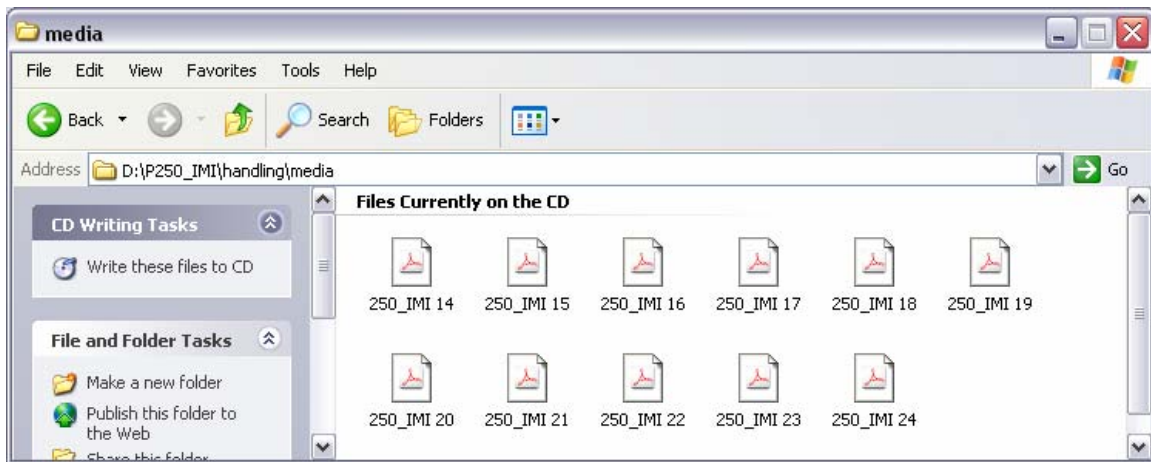 media
File Edit View Favorites Tools Help
Back Search Folders
Address D:\P250_IMI\handling\media Go
CD Writing Tasks
Write these files to CD
File and Folder Tasks
Make a new folder
Publish this folder to
the Web
Share this folder
Files Currently on the CD
250_IMI 14 250_IMI 15 250_IMI 16 250_IMI 17 250_IMI 18 250_IMI 19
250_IMI 20 250_IMI 21 250_IMI 22 250_IMI 23 250_IMI 24